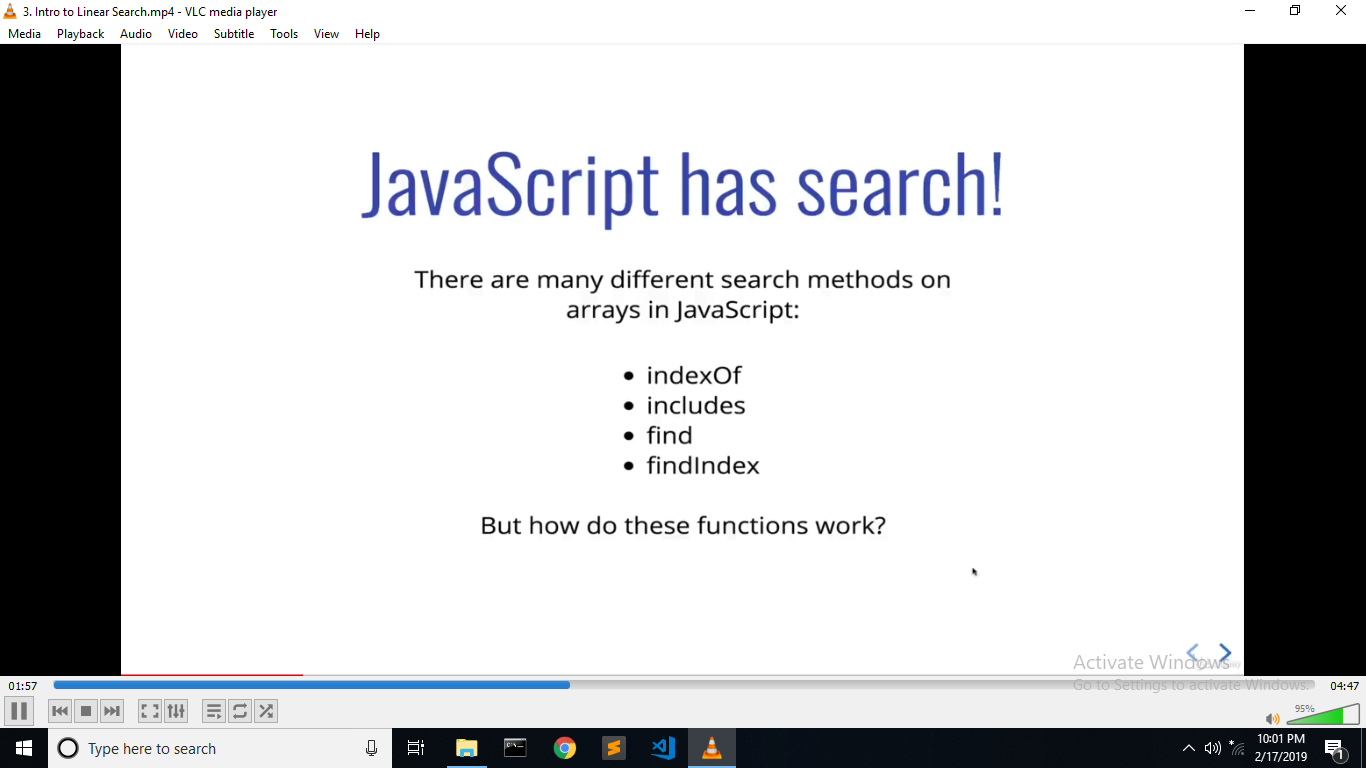 3. Intro to Linear Search.mp4 - VLC media player
Media Playback Audio Video Subtitle Tools View Help
JavaScript has search!
There are many different search methods on
arrays in JavaScript:
• indexOf
• includes
• find
• findIndex
But how do these functions work?
Activate Windows
Go to Settings to activate Windows.
01:57
04:47
95%
Type here to search
10:01 PM
2/17/2019
1